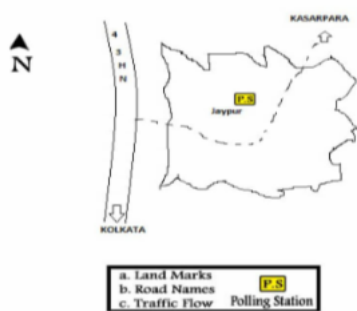 KASARPARA
N
4
3
H
N
P.S
Jaypur
KOLKATA
a. Land Marks
b. Road Names
c. Traffic Flow
P.S
Polling Station